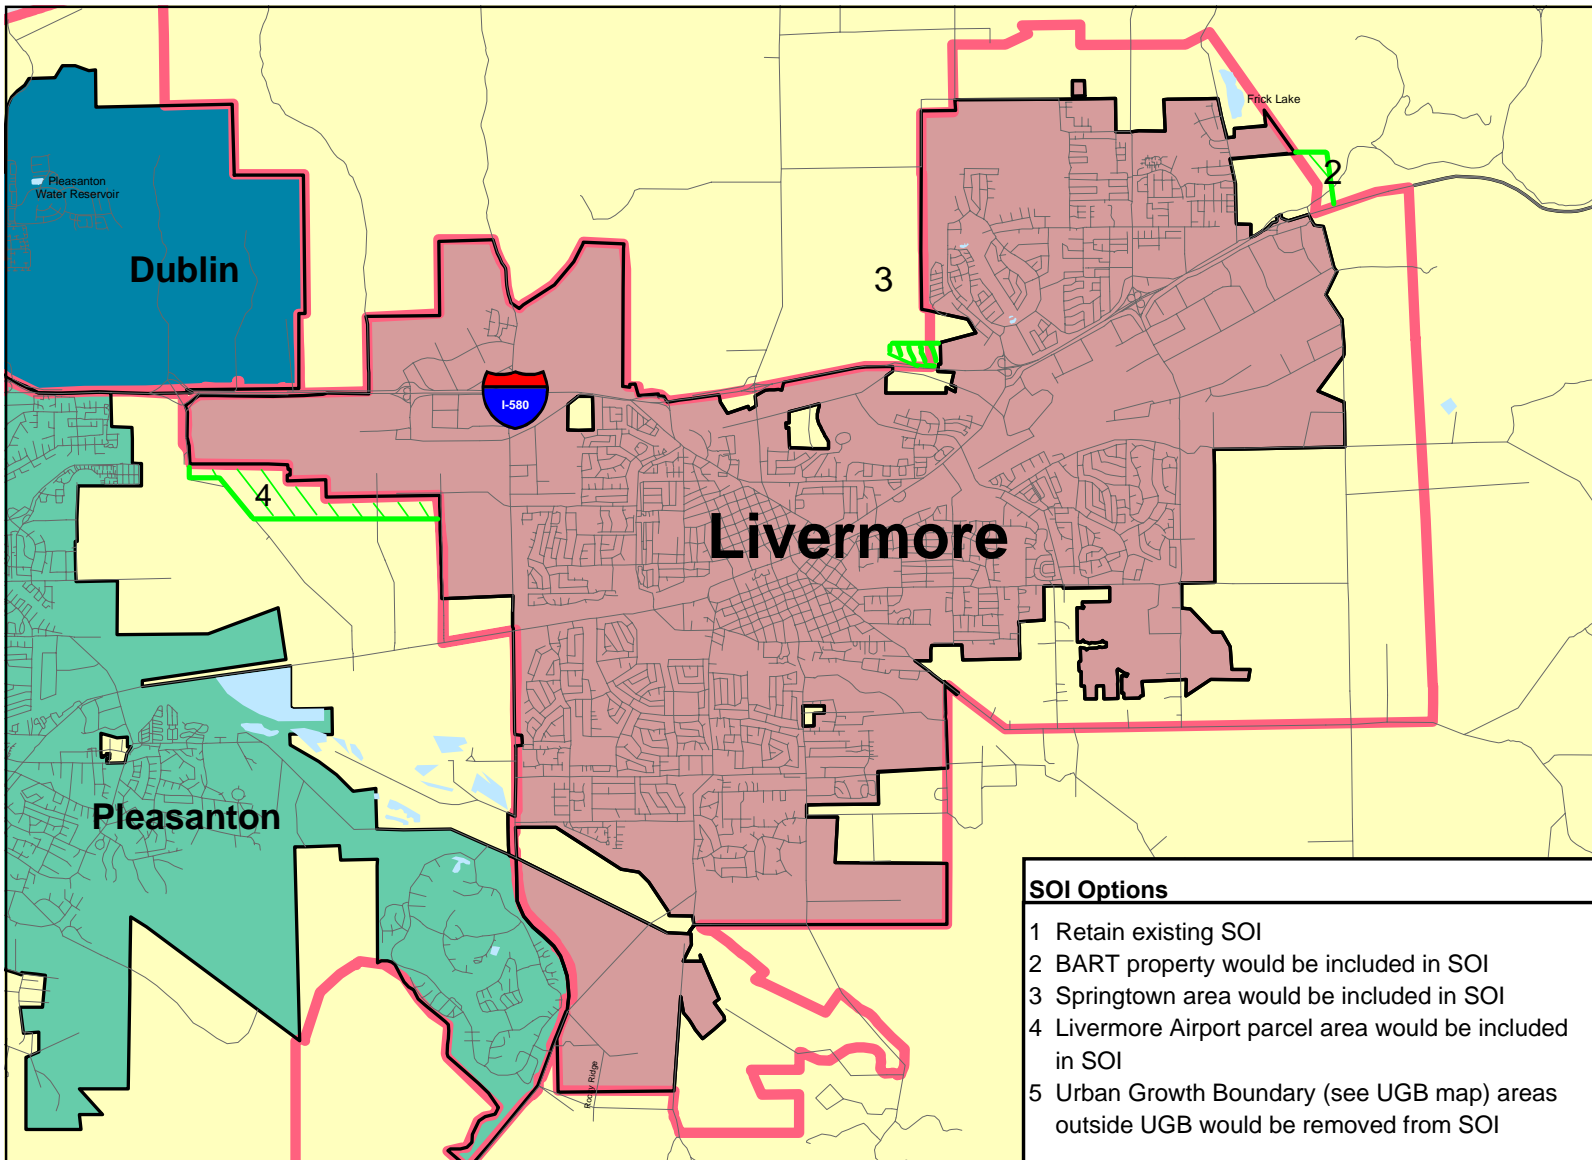 Frick Lake
2
Pleasanton
Water Reservoir
Dublin
3
I-580
4
Livermore
Pleasanton
Rocky Ridge
SOI Options
1 Retain existing SOI
2 BART property would be included in SOI
3 Springtown area would be included in SOI
4 Livermore Airport parcel area would be included
in SOI
5 Urban Growth Boundary (see UGB map) areas
outside UGB would be removed from SOI